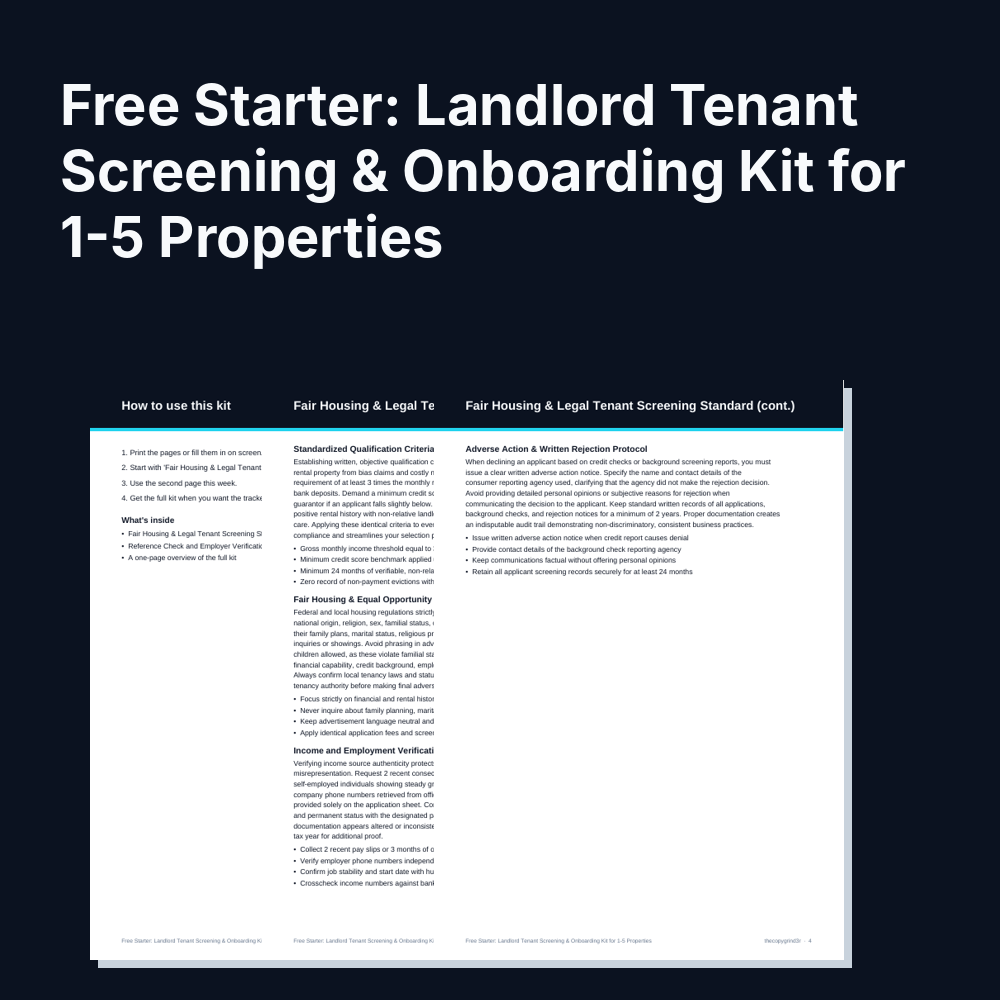 Free Starter: Landlord Tenant
Screening & Onboarding Kit for
1-5 Properties
How to use this kit
1. Print the pages or fill them in on screen
2. Start with 'Fair Housing & Legal Tenant
3. Use the second page this week.
4. Get the full kit when you want the tracke
What's inside
• Fair Housing & Legal Tenant Screening St
• Reference Check and Employer Verificatio
• A one-page overview of the full kit
Free Starter: Landlord Tenant Screening & Onboarding Ki
Fair Housing & Legal Te
Standardized Qualification Criteria
Establishing written, objective qualification c
rental property from bias claims and costly
requirement of at least 3 times the monthly
bank deposits. Demand a minimum credit sc
guarantor if an applicant falls slightly below.
positive rental history with non-relative landl
care. Applying these identical criteria to ever
compliance and streamlines your selection p
• Gross monthly income threshold equal to
• Minimum credit score benchmark applied
• Minimum 24 months of verifiable, non-rela
• Zero record of non-payment evictions with
Fair Housing & Equal Opportunity
Federal and local housing regulations strictly
national origin, religion, sex, familial status,
their family plans, marital status, religious pr
inquiries or showings. Avoid phrasing in adv
children allowed, as these violate familial sta
financial capability, credit background, empl
Always confirm local tenancy laws and statu
tenancy authority before making final advers
• Focus strictly on financial and rental histor
• Never inquire about family planning, marit
• Keep advertisement language neutral and
• Apply identical application fees and scree
Income and Employment Verificati
Verifying income source authenticity protect
misrepresentation. Request 2 recent consec
self-employed individuals showing steady gr
company phone numbers retrieved from offi
provided solely on the application sheet. Co
and permanent status with the designated p
documentation appears altered or inconsiste
tax year for additional proof.
• Collect 2 recent pay slips or 3 months of
• Verify employer phone numbers independ
• Confirm job stability and start date with hu
• Crosscheck income numbers against bank
Free Starter: Landlord Tenant Screening & Onboarding Ki
Fair Housing & Legal Tenant Screening Standard (cont.)
Adverse Action & Written Rejection Protocol
When declining an applicant based on credit checks or background screening reports, you must
issue a clear written adverse action notice. Specify the name and contact details of the
consumer reporting agency used, clarifying that the agency did not make the rejection decision.
Avoid providing detailed personal opinions or subjective reasons for rejection when
communicating the decision to the applicant. Keep standard written records of all applications,
background checks, and rejection notices for a minimum of 2 years. Proper documentation creates
an indisputable audit trail demonstrating non-discriminatory, consistent business practices.
• Issue written adverse action notice when credit report causes denial
• Provide contact details of the background check reporting agency
• Keep communications factual without offering personal opinions
• Retain all applicant screening records securely for at least 24 months
Free Starter: Landlord Tenant Screening & Onboarding Kit for 1-5 Properties
· 4